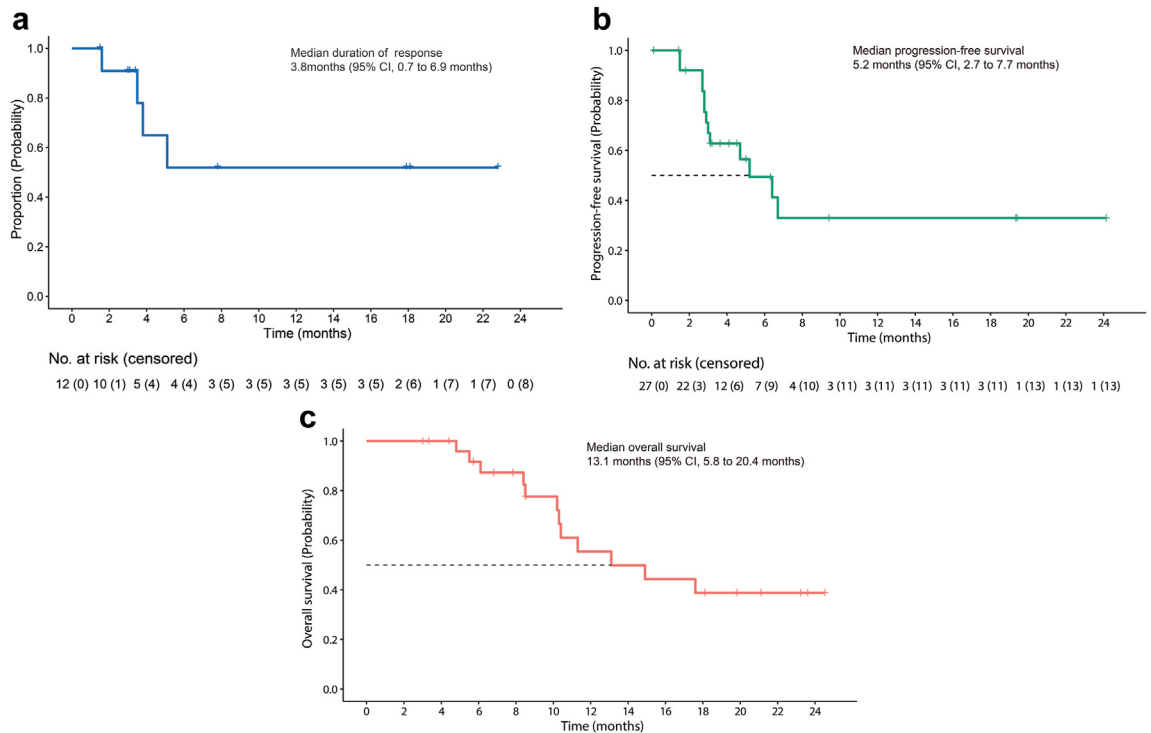 a
Median duration of response
3.8months (95% CI, 0.7 to 6.9 months)
Proportion (Probability)
1.0
0.8
0.6
0.4
0.2
0.0
0 2 4 6 8 10 12 14 16 18 20 22 24
Time (months)
No. at risk (censored)
12 (0) 10 (1) 5 (4) 4 (4) 3 (5) 3 (5) 3 (5) 3 (5) 3 (5) 2 (6) 1 (7) 1 (7) 0 (8)
b
Median progression-free survival
5.2 months (95% CI, 2.7 to 7.7 months)
Progression-free survival (Probability)
1.0
0.8
0.6
0.4
0.2
0.0
0 2 4 6 8 10 12 14 16 18 20 22 24
Time (months)
No. at risk (censored)
27 (0) 22 (3) 12 (6) 7 (9) 4 (10) 3 (11) 3 (11) 3 (11) 3 (11) 3 (11) 1 (13) 1 (13) 1 (13)
c
Median overall survival
13.1 months (95% CI, 5.8 to 20.4 months)
Overall survival (Probability)
1.0
0.8
0.6
0.4
0.2
0.0
0 2 4 6 8 10 12 14 16 18 20 22 24
Time (months)